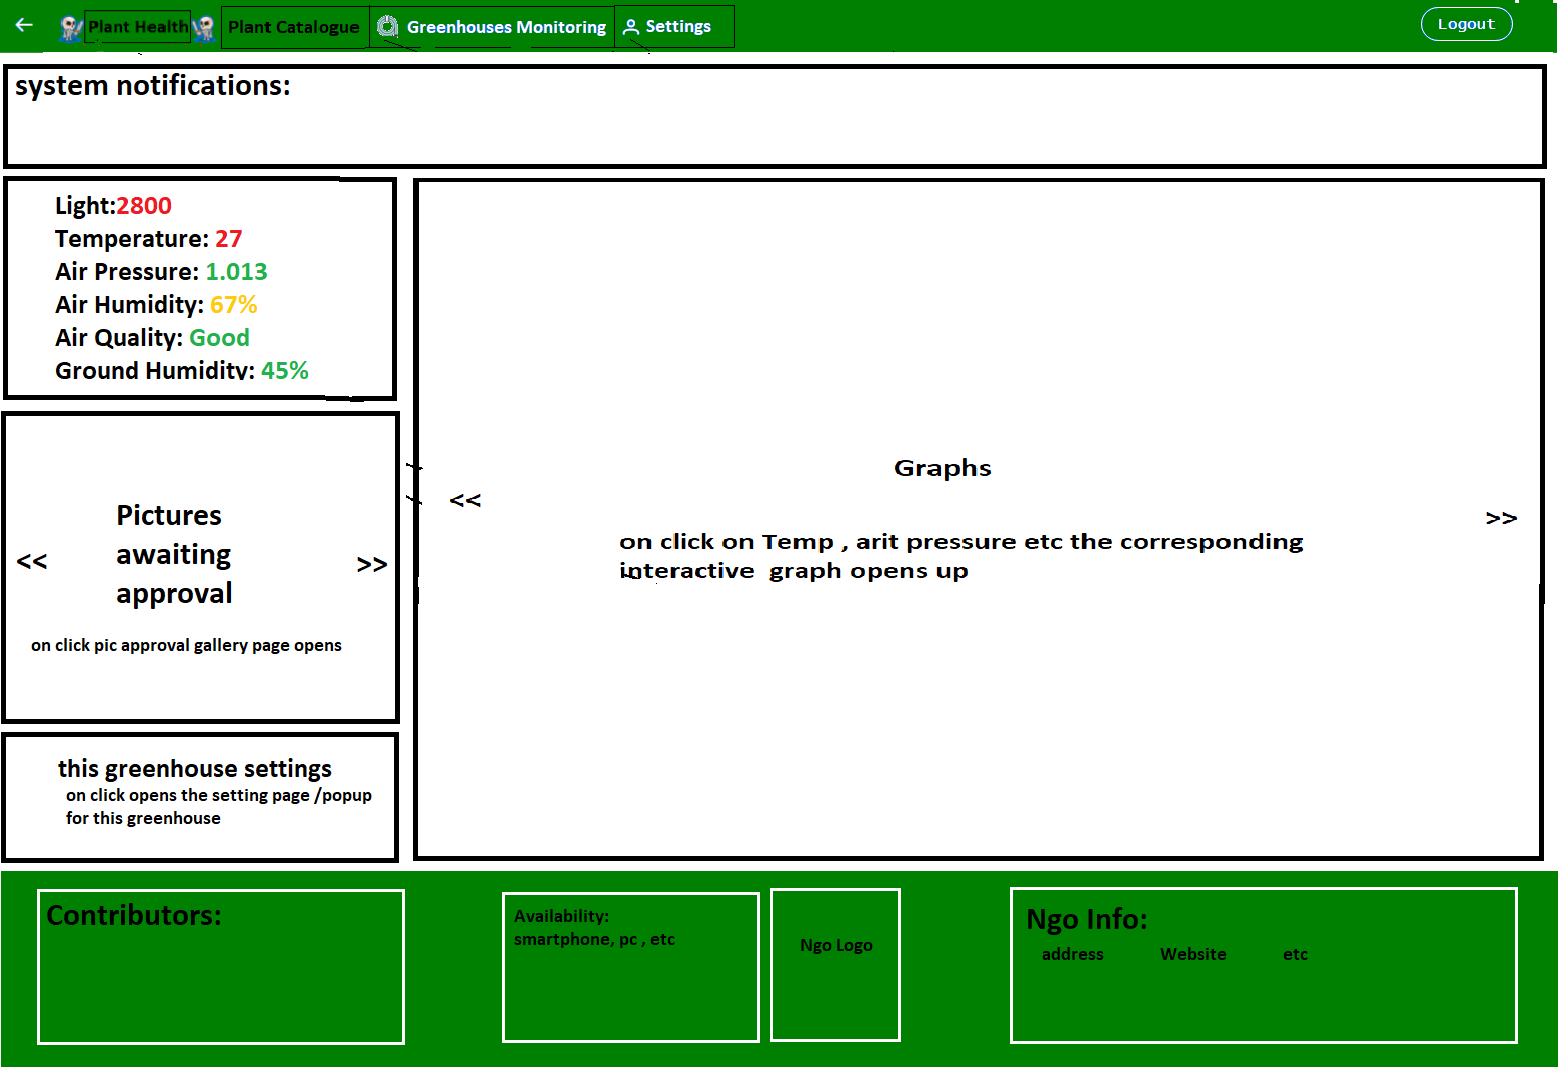 Plant Health Plant Catalogue Greenhouses Monitoring Settings Logout
system notifications:
Light:2800
Temperature: 27
Air Pressure: 1.013
Air Humidity: 67%
Air Quality: Good
Ground Humidity: 45%
<< Pictures
awaiting
approval >>
on click pic approval gallery page opens
this greenhouse settings
on click opens the setting page /popup
for this greenhouse
Graphs
<< >>
on click on Temp , arit pressure etc the corresponding
interactive graph opens up
Contributors:
Availability:
smartphone, pc , etc
Ngo Logo
Ngo Info:
address Website etc